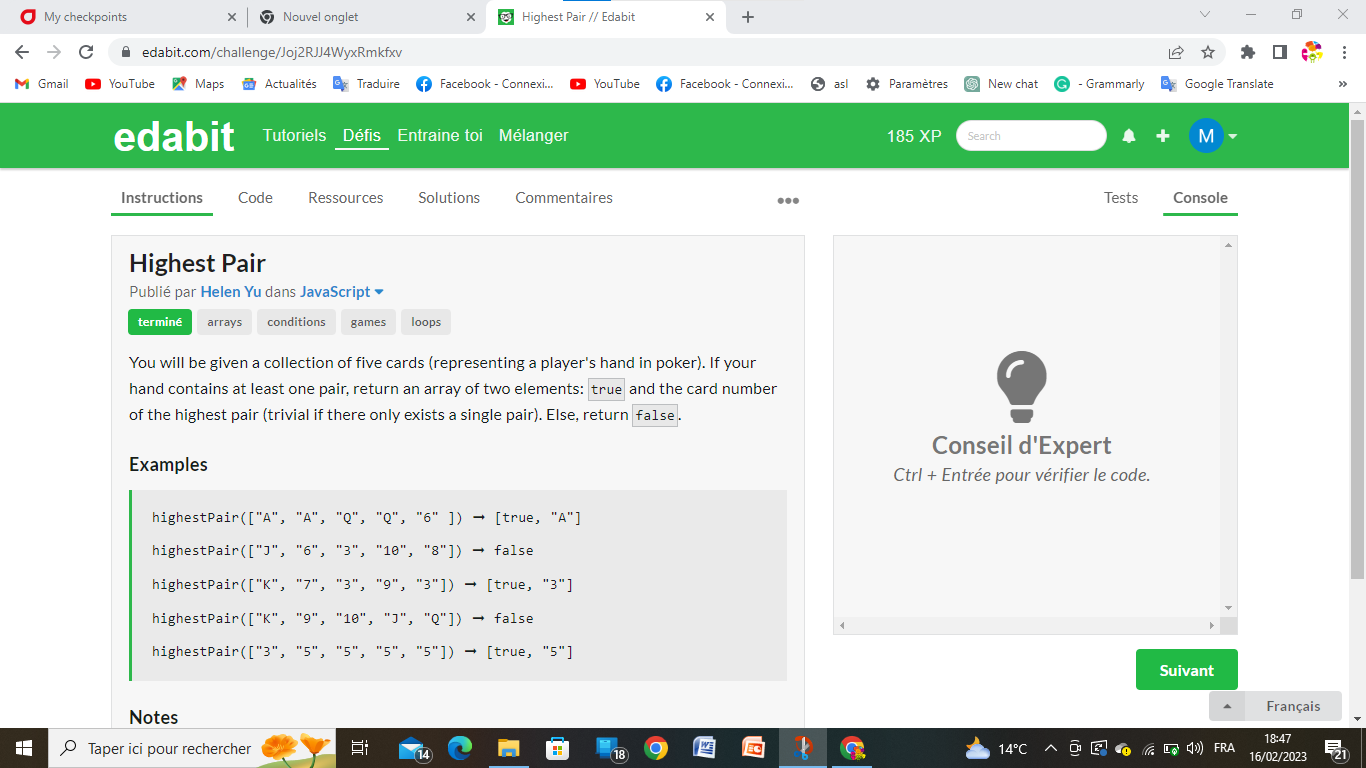 My checkpoints
Nouvel onglet
Highest Pair // Edabit
edabit.com/challenge/Joj2RJJ4WyxRmkfxv
Gmail YouTube Maps Actualités Traduire Facebook - Connexi... YouTube Facebook - Connexi... asl Paramètres New chat - Grammarly Google Translate »
edabit Tutoriels Défis Entraine toi Mélanger 185 XP Search M
Instructions Code Ressources Solutions Commentaires ••• Tests Console
Highest Pair
Publié par Helen Yu dans JavaScript
terminé arrays conditions games loops
You will be given a collection of five cards (representing a player's hand in poker). If your
hand contains at least one pair, return an array of two elements: true and the card number
of the highest pair (trivial if there only exists a single pair). Else, return false.
Examples
highestPair(["A", "A", "Q", "Q", "6" ]) ➞ [true, "A"]
highestPair(["J", "6", "3", "10", "8"]) ➞ false
highestPair(["K", "7", "3", "9", "3"]) ➞ [true, "3"]
highestPair(["K", "9", "10", "J", "Q"]) ➞ false
highestPair(["3", "5", "5", "5", "5"]) ➞ [true, "5"]
Notes
Conseil d'Expert
Ctrl + Entrée pour vérifier le code.
Suivant
Français
Taper ici pour rechercher
14
18
14°C
FRA
18:47
16/02/2023
21